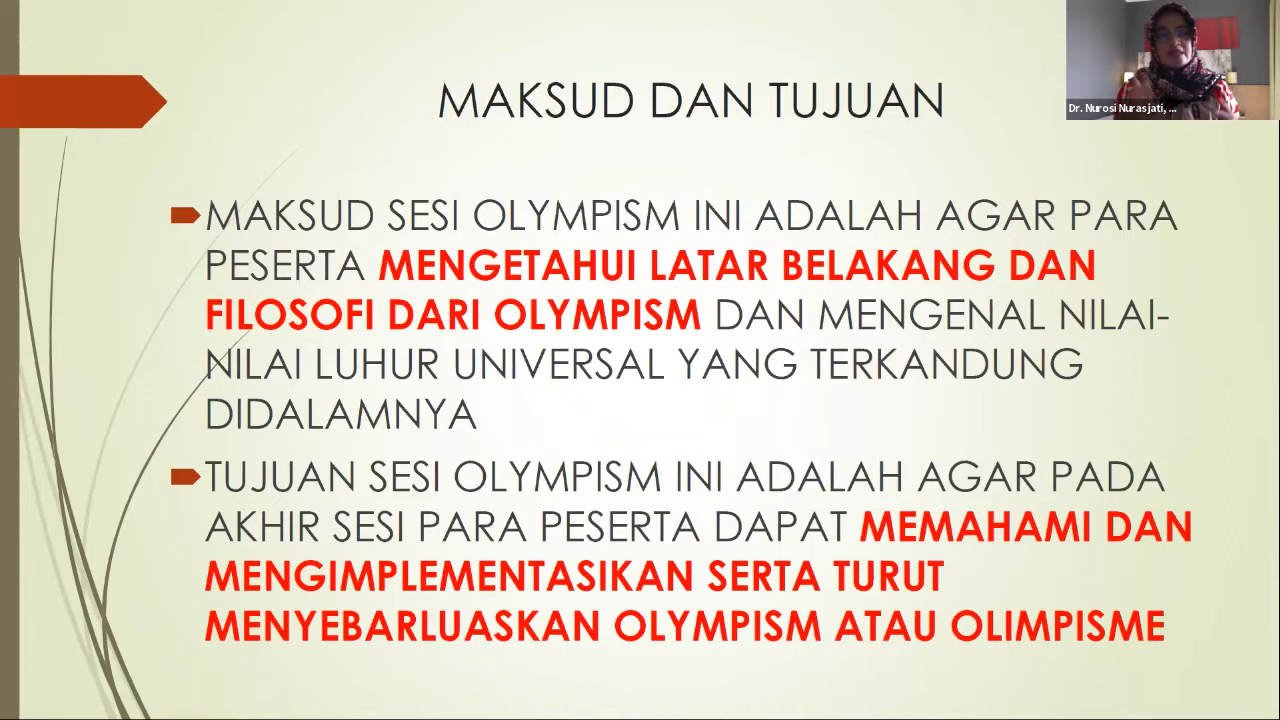 MAKSUD DAN TUJUAN
Dr. Nurosi Nurasjati, ...
MAKSUD SESI OLYMPISM INI ADALAH AGAR PARA
PESERTA MENGETAHUI LATAR BELAKANG DAN
FILOSOFI DARI OLYMPISM DAN MENGENAL NILAI-
NILAI LUHUR UNIVERSAL YANG TERKANDUNG
DIDALAMNYA
TUJUAN SESI OLYMPISM INI ADALAH AGAR PADA
AKHIR SESI PARA PESERTA DAPAT MEMAHAMI DAN
MENGIMPLEMENTASIKAN SERTA TURUT
MENYEBARLUASKAN OLYMPISM ATAU OLIMPISME